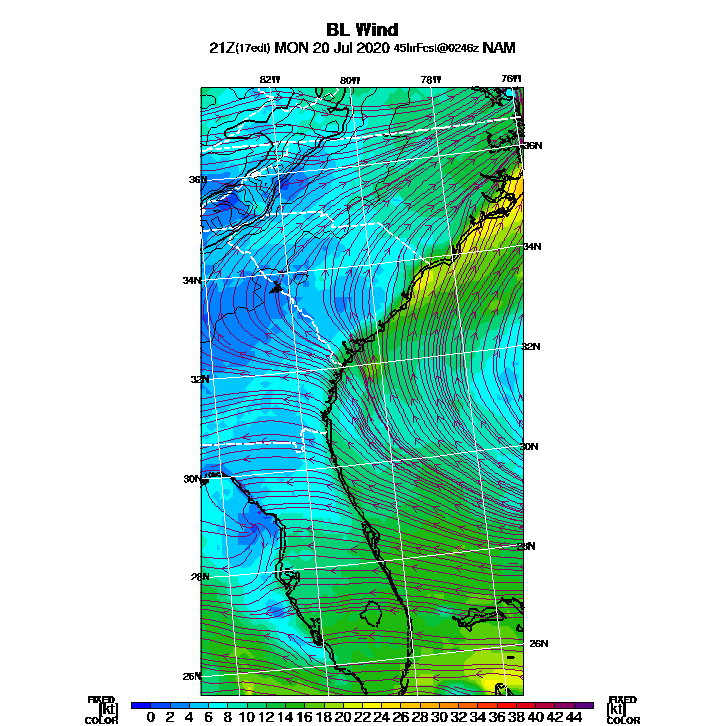 BL Wind
21Z(17edt) MON 20 Jul 2020 45hrFcst@0246z NAM
82W 80W 78W 76W
36N
36N
34N
34N
32N
32N
30N
30N
28N
28N
26N
26N
FIXED FIXED
[kt] [kt]
COLOR COLOR
0 2 4 6 8 10 12 14 16 18 20 22 24 26 28 30 32 34 36 38 40 42 44